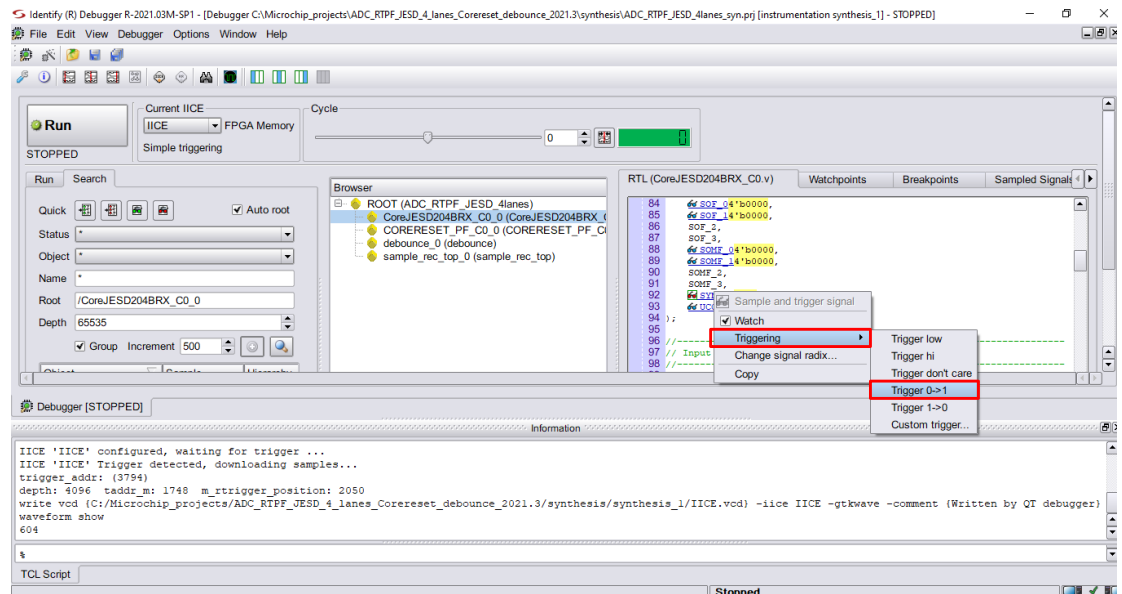 Identify (R) Debugger R-2021.03M-SP1 - [Debugger C:\Microchip_projects\ADC_RTPF_JESD_4_lanes_Corereset_debounce_2021.3\synthesis\ADC_RTPF_JESD_4lanes_syn.prj [instrumentation synthesis_1] - STOPPED]
File Edit View Debugger Options Window Help
Run
STOPPED
Current IICE
IICE FPGA Memory
Simple triggering
Cycle
0
0
Run Search
Quick Auto root
Status *
Object *
Name *
Root /CoreJESD204BRX_C0_0
Depth 65535
Group Increment 500
Browser
ROOT (ADC_RTPF_JESD_4lanes)
CoreJESD204BRX_C0_0 (CoreJESD204BRX_
CORERESET_PF_C0_0 (CORERESET_PF_C
debounce_0 (debounce)
sample_rec_top_0 (sample_rec_top)
RTL (CoreJESD204BRX_C0.v) Watchpoints Breakpoints Sampled Signals
84 SOF_04'b0000,
85 SOF_14'b0000,
86 SOF_2,
87 SOF_3,
88 SOMF_04'b0000,
89 SOMF_14'b0000,
90 SOMF_2,
91 SOMF_3,
92 SY
93 UC
94 );
95
96 //--------
97 // Input
98 //--------
Sample and trigger signal
Watch
Triggering
Change signal radix...
Copy
Trigger low
Trigger hi
Trigger don't care
Trigger 0->1
Trigger 1->0
Custom trigger...
Debugger [STOPPED]
Information
IICE 'IICE' configured, waiting for trigger ...
IICE 'IICE' Trigger detected, downloading samples...
trigger_addr: (3794)
depth: 4096 taddr_m: 1748 m_rtrigger_position: 2050
write vcd {C:/Microchip_projects/ADC_RTPF_JESD_4_lanes_Corereset_debounce_2021.3/synthesis/synthesis_1/IICE.vcd} -iice IICE -gtkwave -comment {Written by QT debugger}
waveform show
604
%
TCL Script
Stopped